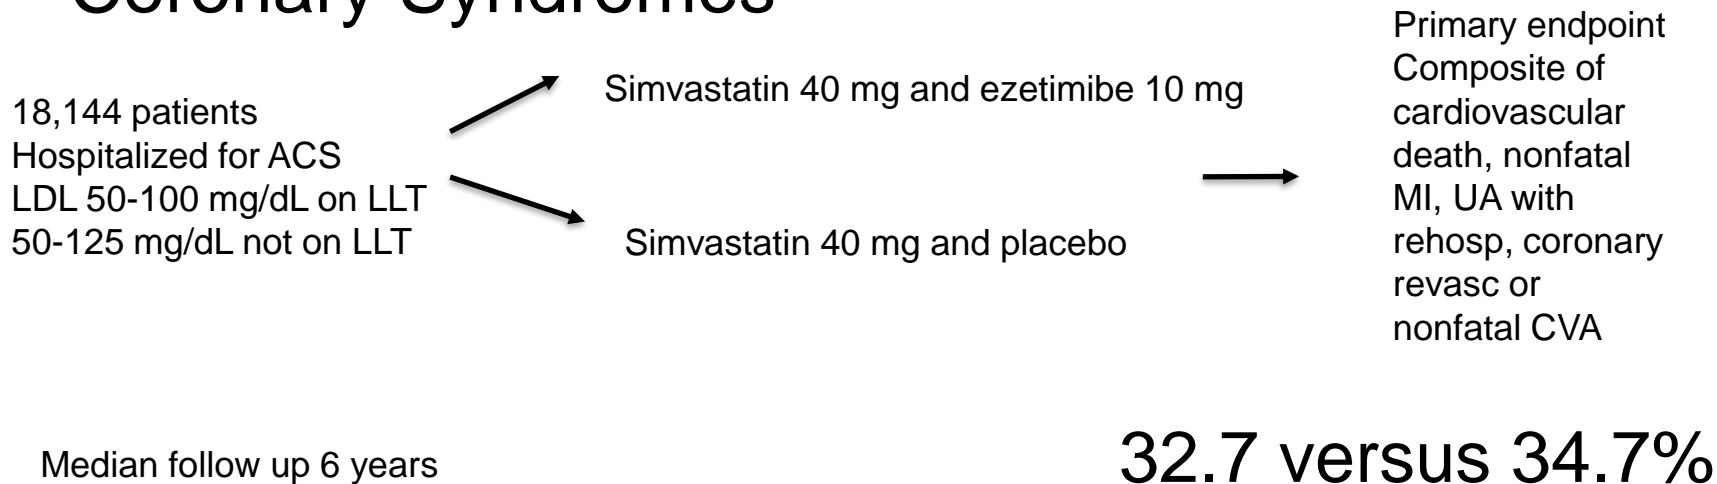 Coronary Syndromes
18,144 patients
Hospitalized for ACS
LDL 50-100 mg/dL on LLT
50-125 mg/dL not on LLT
Simvastatin 40 mg and ezetimibe 10 mg
Simvastatin 40 mg and placebo
Primary endpoint
Composite of
cardiovascular
death, nonfatal
MI, UA with
rehosp, coronary
revasc or
nonfatal CVA
Median follow up 6 years
32.7 versus 34.7%